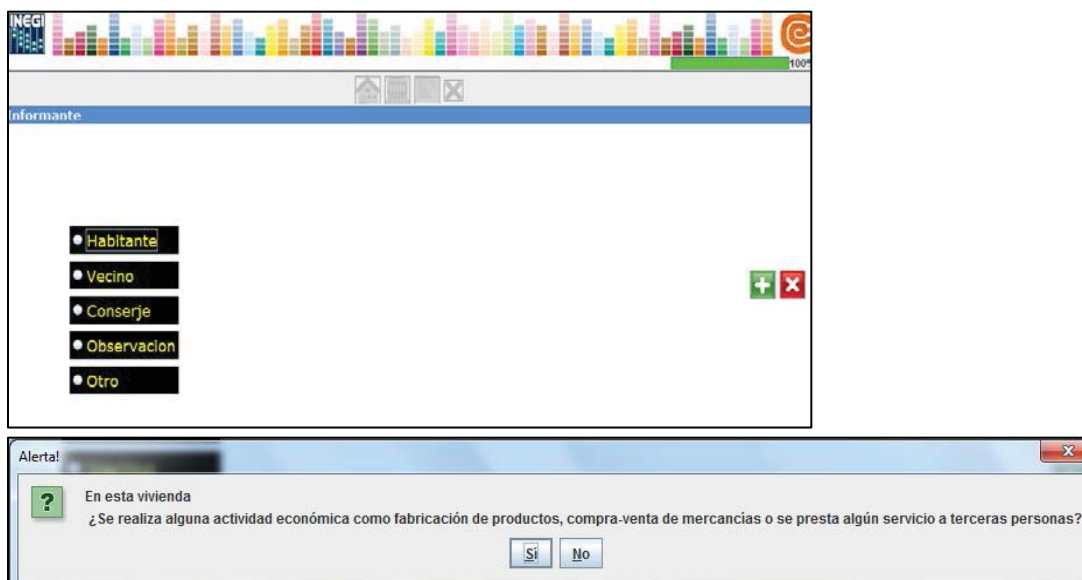 INEGI
100%
Informante
Habitante
Vecino
Conserje
Observacion
Otro
Alerta!
En esta vivienda
¿Se realiza alguna actividad económica como fabricación de productos, compra-venta de mercancías o se presta algún servicio a terceras personas?
Si No